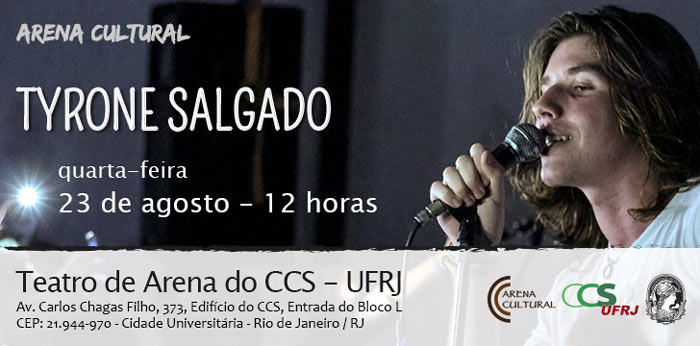 ARENA CULTURAL
TYRONE SALGADO
quarta-feira
23 de agosto - 12 horas
Teatro de Arena do CCS - UFRJ
Av. Carlos Chagas Filho, 373, Edifício do CCS, Entrada do Bloco L
CEP: 21.944-970 - Cidade Universitária - Rio de Janeiro / RJ
ARENA
CULTURAL
CCS
UFRJ